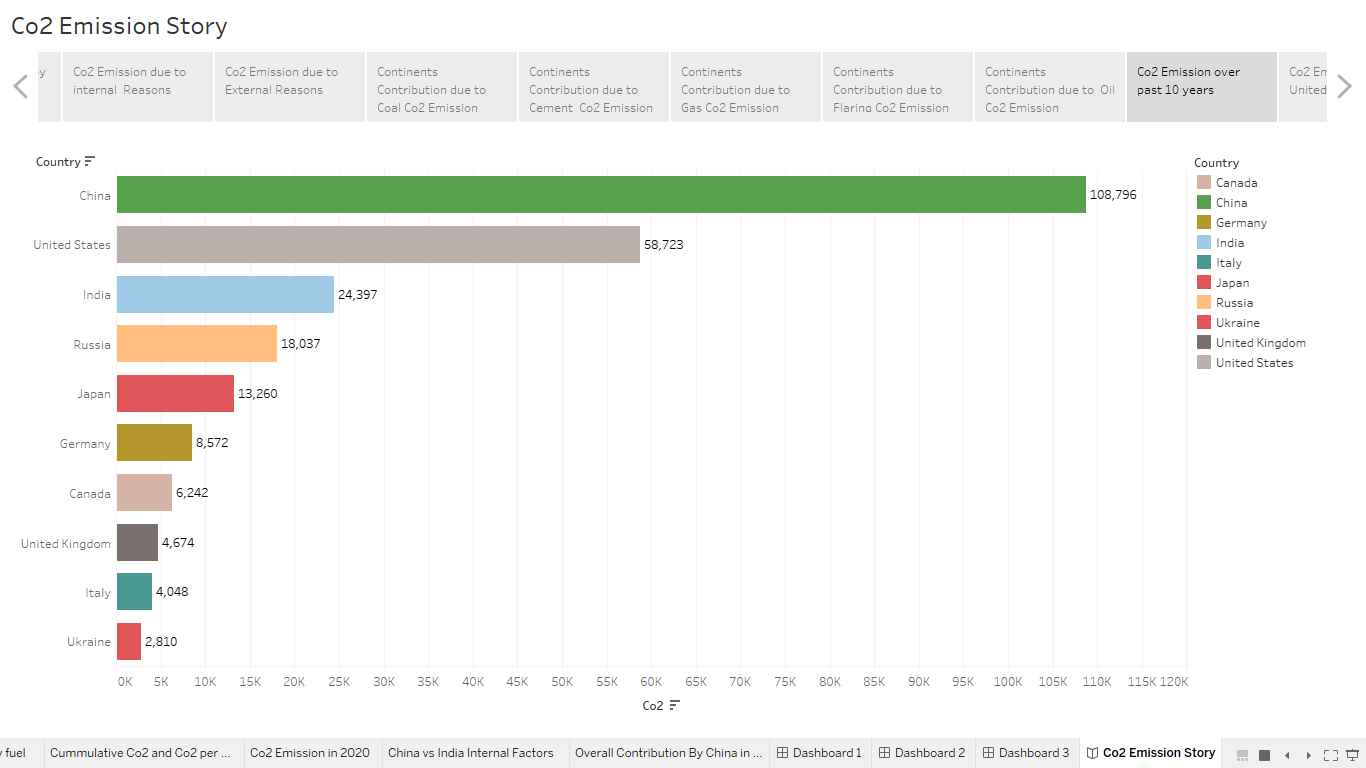 Co2 Emission Story
y
Co2 Emission due to
internal Reasons
Co2 Emission due to
External Reasons
Continents
Contribution due to
Coal Co2 Emission
Continents
Contribution due to
Cement Co2 Emission
Continents
Contribution due to
Gas Co2 Emission
Continents
Contribution due to
Flaring Co2 Emission
Continents
Contribution due to Oil
Co2 Emission
Co2 Emission over
past 10 years
Co2 Em
United
Country
China 108,796
United States 58,723
India 24,397
Russia 18,037
Japan 13,260
Germany 8,572
Canada 6,242
United Kingdom 4,674
Italy 4,048
Ukraine 2,810
0K 5K 10K 15K 20K 25K 30K 35K 40K 45K 50K 55K 60K 65K 70K 75K 80K 85K 90K 95K 100K 105K 110K 115K 120K
Co2
Country
Canada
China
Germany
India
Italy
Japan
Russia
Ukraine
United Kingdom
United States
y fuel Cummulative Co2 and Co2 per ... Co2 Emission in 2020 China vs India Internal Factors Overall Contribution By China in ... Dashboard 1 Dashboard 2 Dashboard 3 Co2 Emission Story